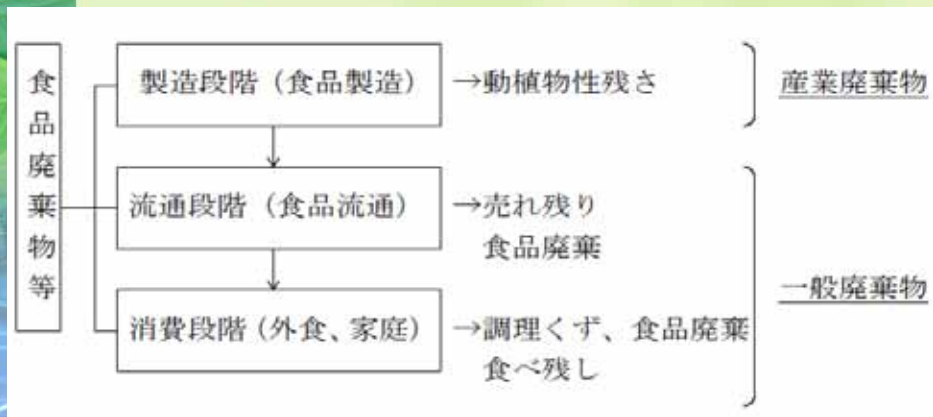 食品廃棄物等
製造段階（食品製造）
→動植物性残さ
産業廃棄物
流通段階（食品流通）
→売れ残り
食品廃棄
一般廃棄物
消費段階（外食、家庭）
→調理くず、食品廃棄
食べ残し